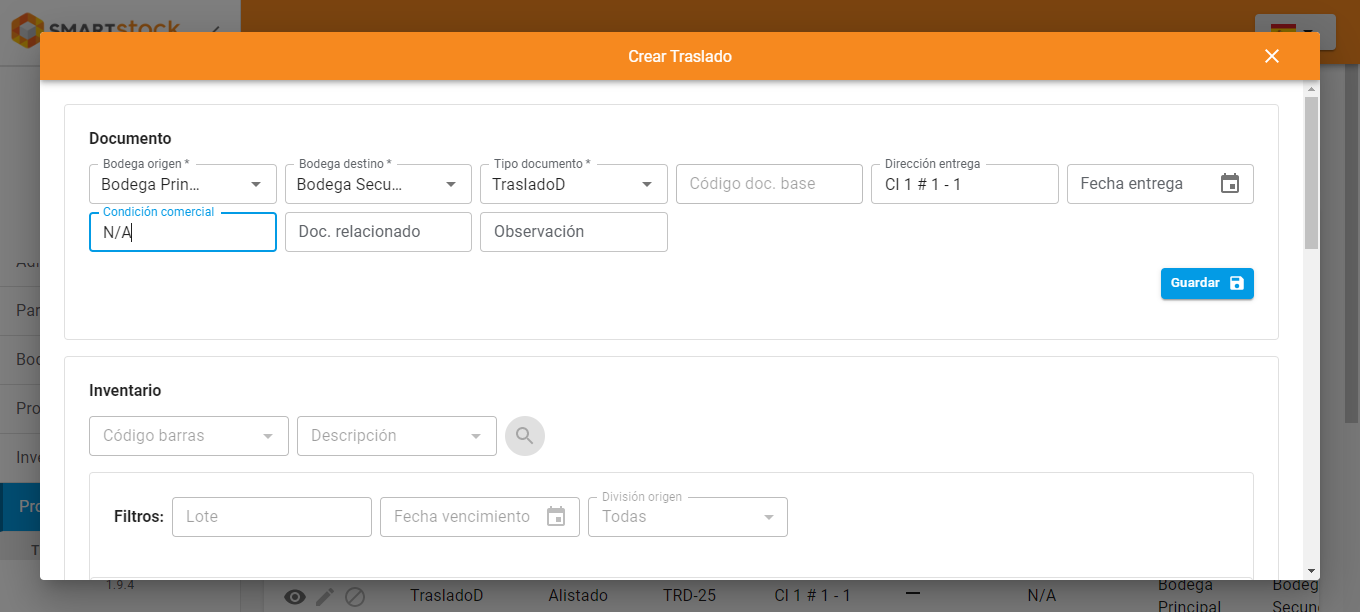 SMARTstock
Crear Traslado
Documento
Bodega origen * Bodega destino * Tipo documento * Dirección entrega
Bodega Prin... Bodega Secu... TrasladoD Código doc. base Cl 1 # 1 - 1 Fecha entrega
Condición comercial
N/A Doc. relacionado Observación
Guardar
Inventario
Código barras Descripción
División origen
Filtros: Lote Fecha vencimiento Todas
Par
Bod
Pro
Inve
Pro
T
1.9.4
TrasladoD Alistado TRD-25 Cl 1 # 1 - 1 — N/A
Bodega
Principal
Bodeg
Secun